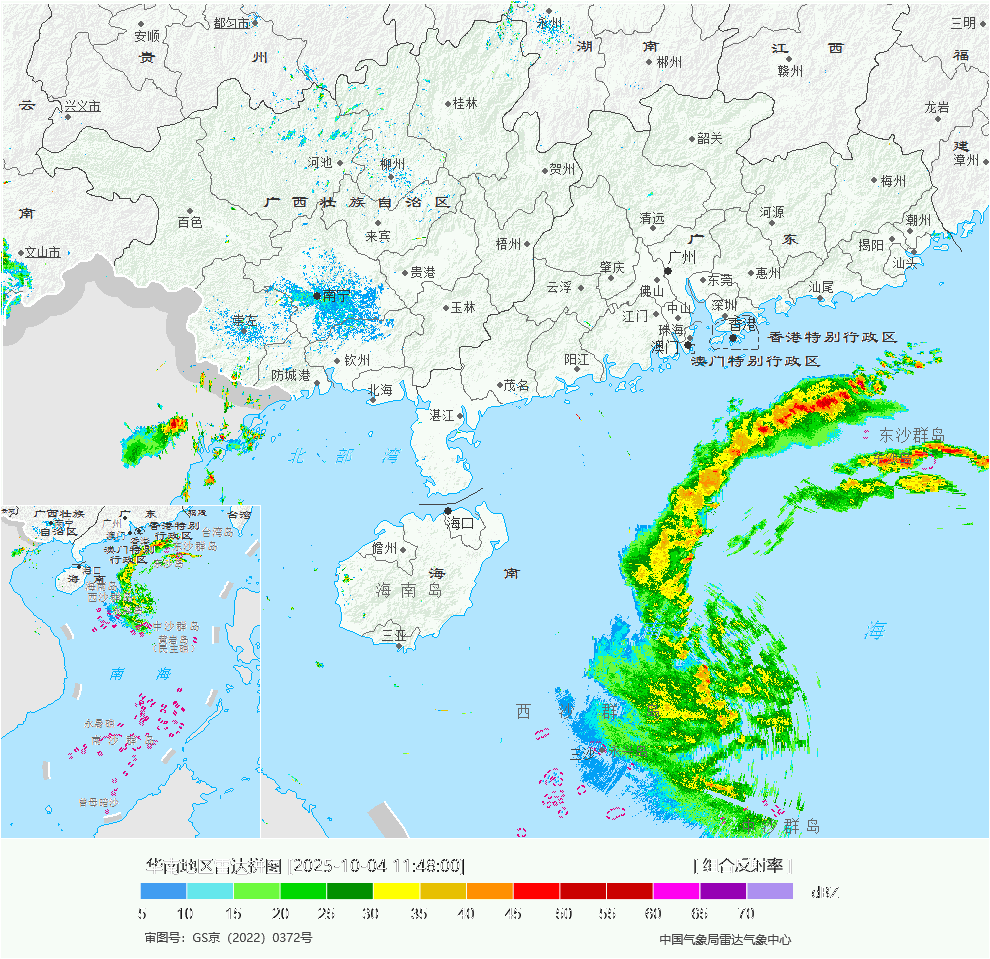 永州
三明
安顺
都匀市
贵
州
湖
南
江
西
福
郴州
赣州
云
兴义市
桂林
龙岩
韶关
建
漳州
河池
柳州
贺州
梅州
广西壮族自治区
南
百色
来宾
清远
河源
潮州
梧州
广
东
揭阳
文山市
汕头
贵港
肇庆
广州
惠州
东莞
云浮
佛山
汕尾
南宁
玉林
江门
中山
深圳
崇左
珠海
香港
香港特别行政区
澳门
澳门特别行政区
钦州
阳江
防城港
北海
茂名
湛江
东沙群岛
北部湾
海口
儋州
海
南
海南岛
三亚
海
西
群
群岛
广西壮族
自治区
广
东
台湾
广州
香港特别
行政区
台湾岛
澳门特别
行政区
东沙群岛
海
南
中沙群岛
黄岩岛
南
海
曾母暗沙
华南地区雷达拼图 [2025-10-04 11:48:00]
[组合反射率]
dBZ
5 10 15 20 25 30 35 40 45 50 55 60 65 70
审图号：GS京（2022）0372号
中国气象局雷达气象中心